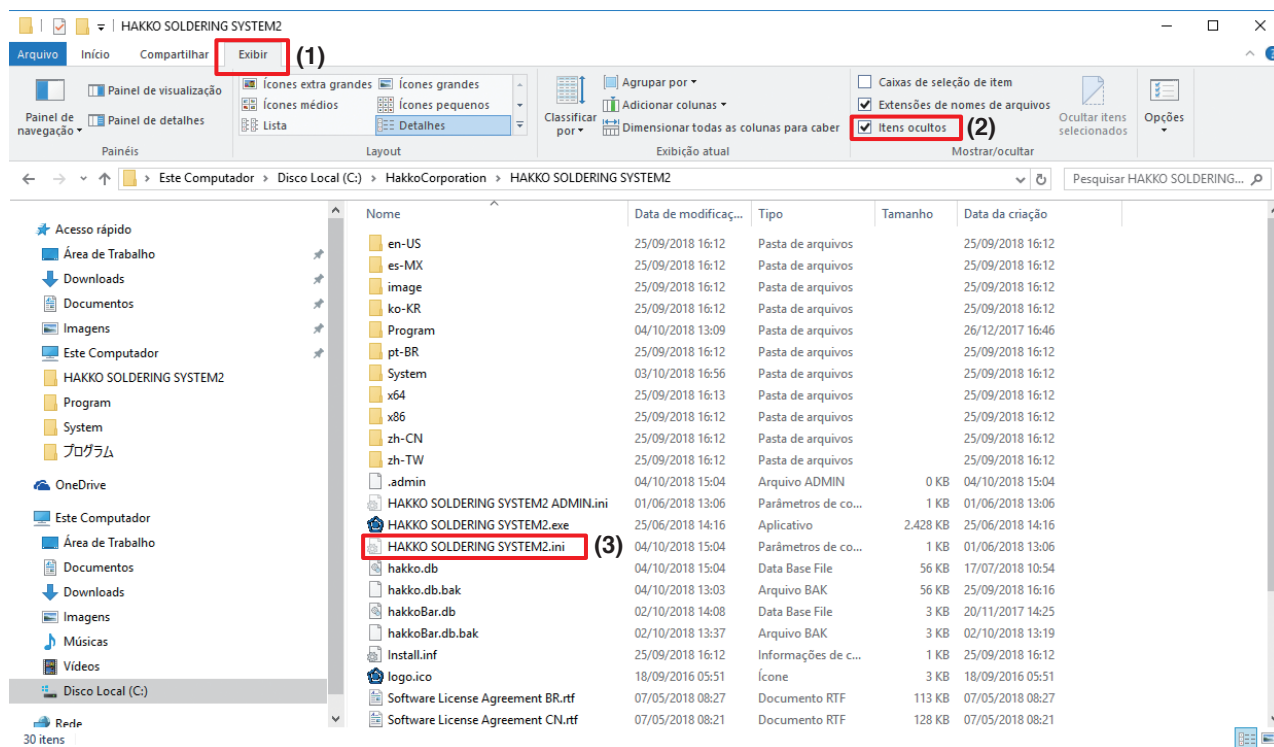 HAKKO SOLDERING SYSTEM2
Arquivo Início Compartilhar Exibir (1)
Painel de navegação
Painel de visualização
Painel de detalhes
Painéis
Ícones extra grandes Ícones grandes
Ícones médios Ícones pequenos
Lista Detalhes
Layout
Classificar por
Agrupar por
Adicionar colunas
Dimensionar todas as colunas para caber
Exibição atual
Caixas de seleção de item
Extensões de nomes de arquivos
Itens ocultos (2)
Ocultar itens selecionados
Mostrar/ocultar
Opções
Este Computador > Disco Local (C:) > HakkoCorporation > HAKKO SOLDERING SYSTEM2
Pesquisar HAKKO SOLDERING...
Acesso rápido
Área de Trabalho
Downloads
Documentos
Imagens
Este Computador
HAKKO SOLDERING SYSTEM2
Program
System
プログラム
OneDrive
Este Computador
Área de Trabalho
Documentos
Downloads
Imagens
Músicas
Vídeos
Disco Local (C:)
Rede
Nome Data de modificaç... Tipo Tamanho Data da criação
en-US 25/09/2018 16:12 Pasta de arquivos 25/09/2018 16:12
es-MX 25/09/2018 16:12 Pasta de arquivos 25/09/2018 16:12
image 25/09/2018 16:12 Pasta de arquivos 25/09/2018 16:12
ko-KR 25/09/2018 16:12 Pasta de arquivos 25/09/2018 16:12
Program 04/10/2018 13:09 Pasta de arquivos 26/12/2017 16:46
pt-BR 25/09/2018 16:12 Pasta de arquivos 25/09/2018 16:12
System 03/10/2018 16:56 Pasta de arquivos 25/09/2018 16:12
x64 25/09/2018 16:13 Pasta de arquivos 25/09/2018 16:12
x86 25/09/2018 16:12 Pasta de arquivos 25/09/2018 16:12
zh-CN 25/09/2018 16:12 Pasta de arquivos 25/09/2018 16:12
zh-TW 25/09/2018 16:12 Pasta de arquivos 25/09/2018 16:12
.admin 04/10/2018 15:04 Arquivo ADMIN 0 KB 04/10/2018 15:04
HAKKO SOLDERING SYSTEM2 ADMIN.ini 01/06/2018 13:06 Parâmetros de co... 1 KB 01/06/2018 13:06
HAKKO SOLDERING SYSTEM2.exe 25/06/2018 14:16 Aplicativo 2.428 KB 25/06/2018 14:16
HAKKO SOLDERING SYSTEM2.ini (3) 04/10/2018 15:04 Parâmetros de co... 1 KB 01/06/2018 13:06
hakko.db 04/10/2018 15:04 Data Base File 56 KB 17/07/2018 10:54
hakko.db.bak 04/10/2018 13:03 Arquivo BAK 56 KB 25/09/2018 16:16
hakkoBar.db 02/10/2018 14:08 Data Base File 3 KB 20/11/2017 14:25
hakkoBar.db.bak 02/10/2018 13:37 Arquivo BAK 3 KB 02/10/2018 13:19
Install.inf 25/09/2018 16:12 Informações de c... 1 KB 25/09/2018 16:12
logo.ico 18/09/2016 05:51 Ícone 3 KB 18/09/2016 05:51
Software License Agreement BR.rtf 07/05/2018 08:27 Documento RTF 113 KB 07/05/2018 08:27
Software License Agreement CN.rtf 07/05/2018 08:21 Documento RTF 128 KB 07/05/2018 08:21
30 itens